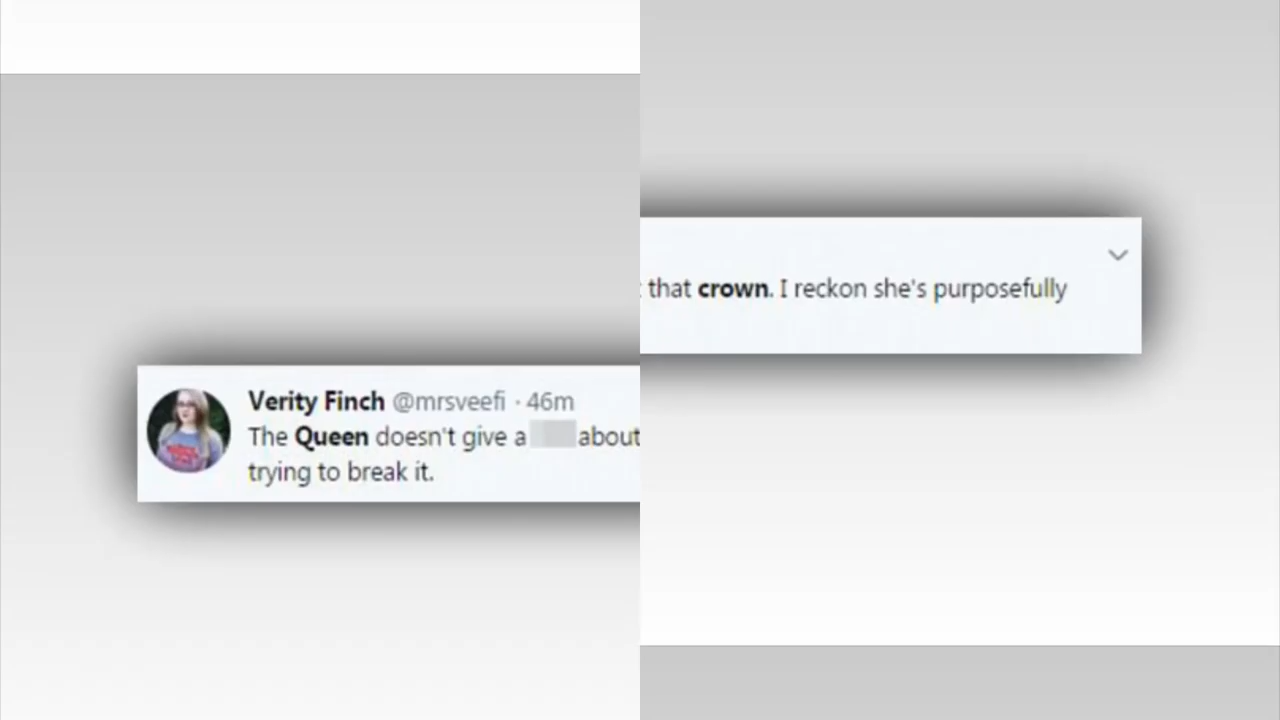 Verity Finch @mrsveefi · 46m
The Queen doesn't give a about that crown. I reckon she's purposefully
trying to break it.